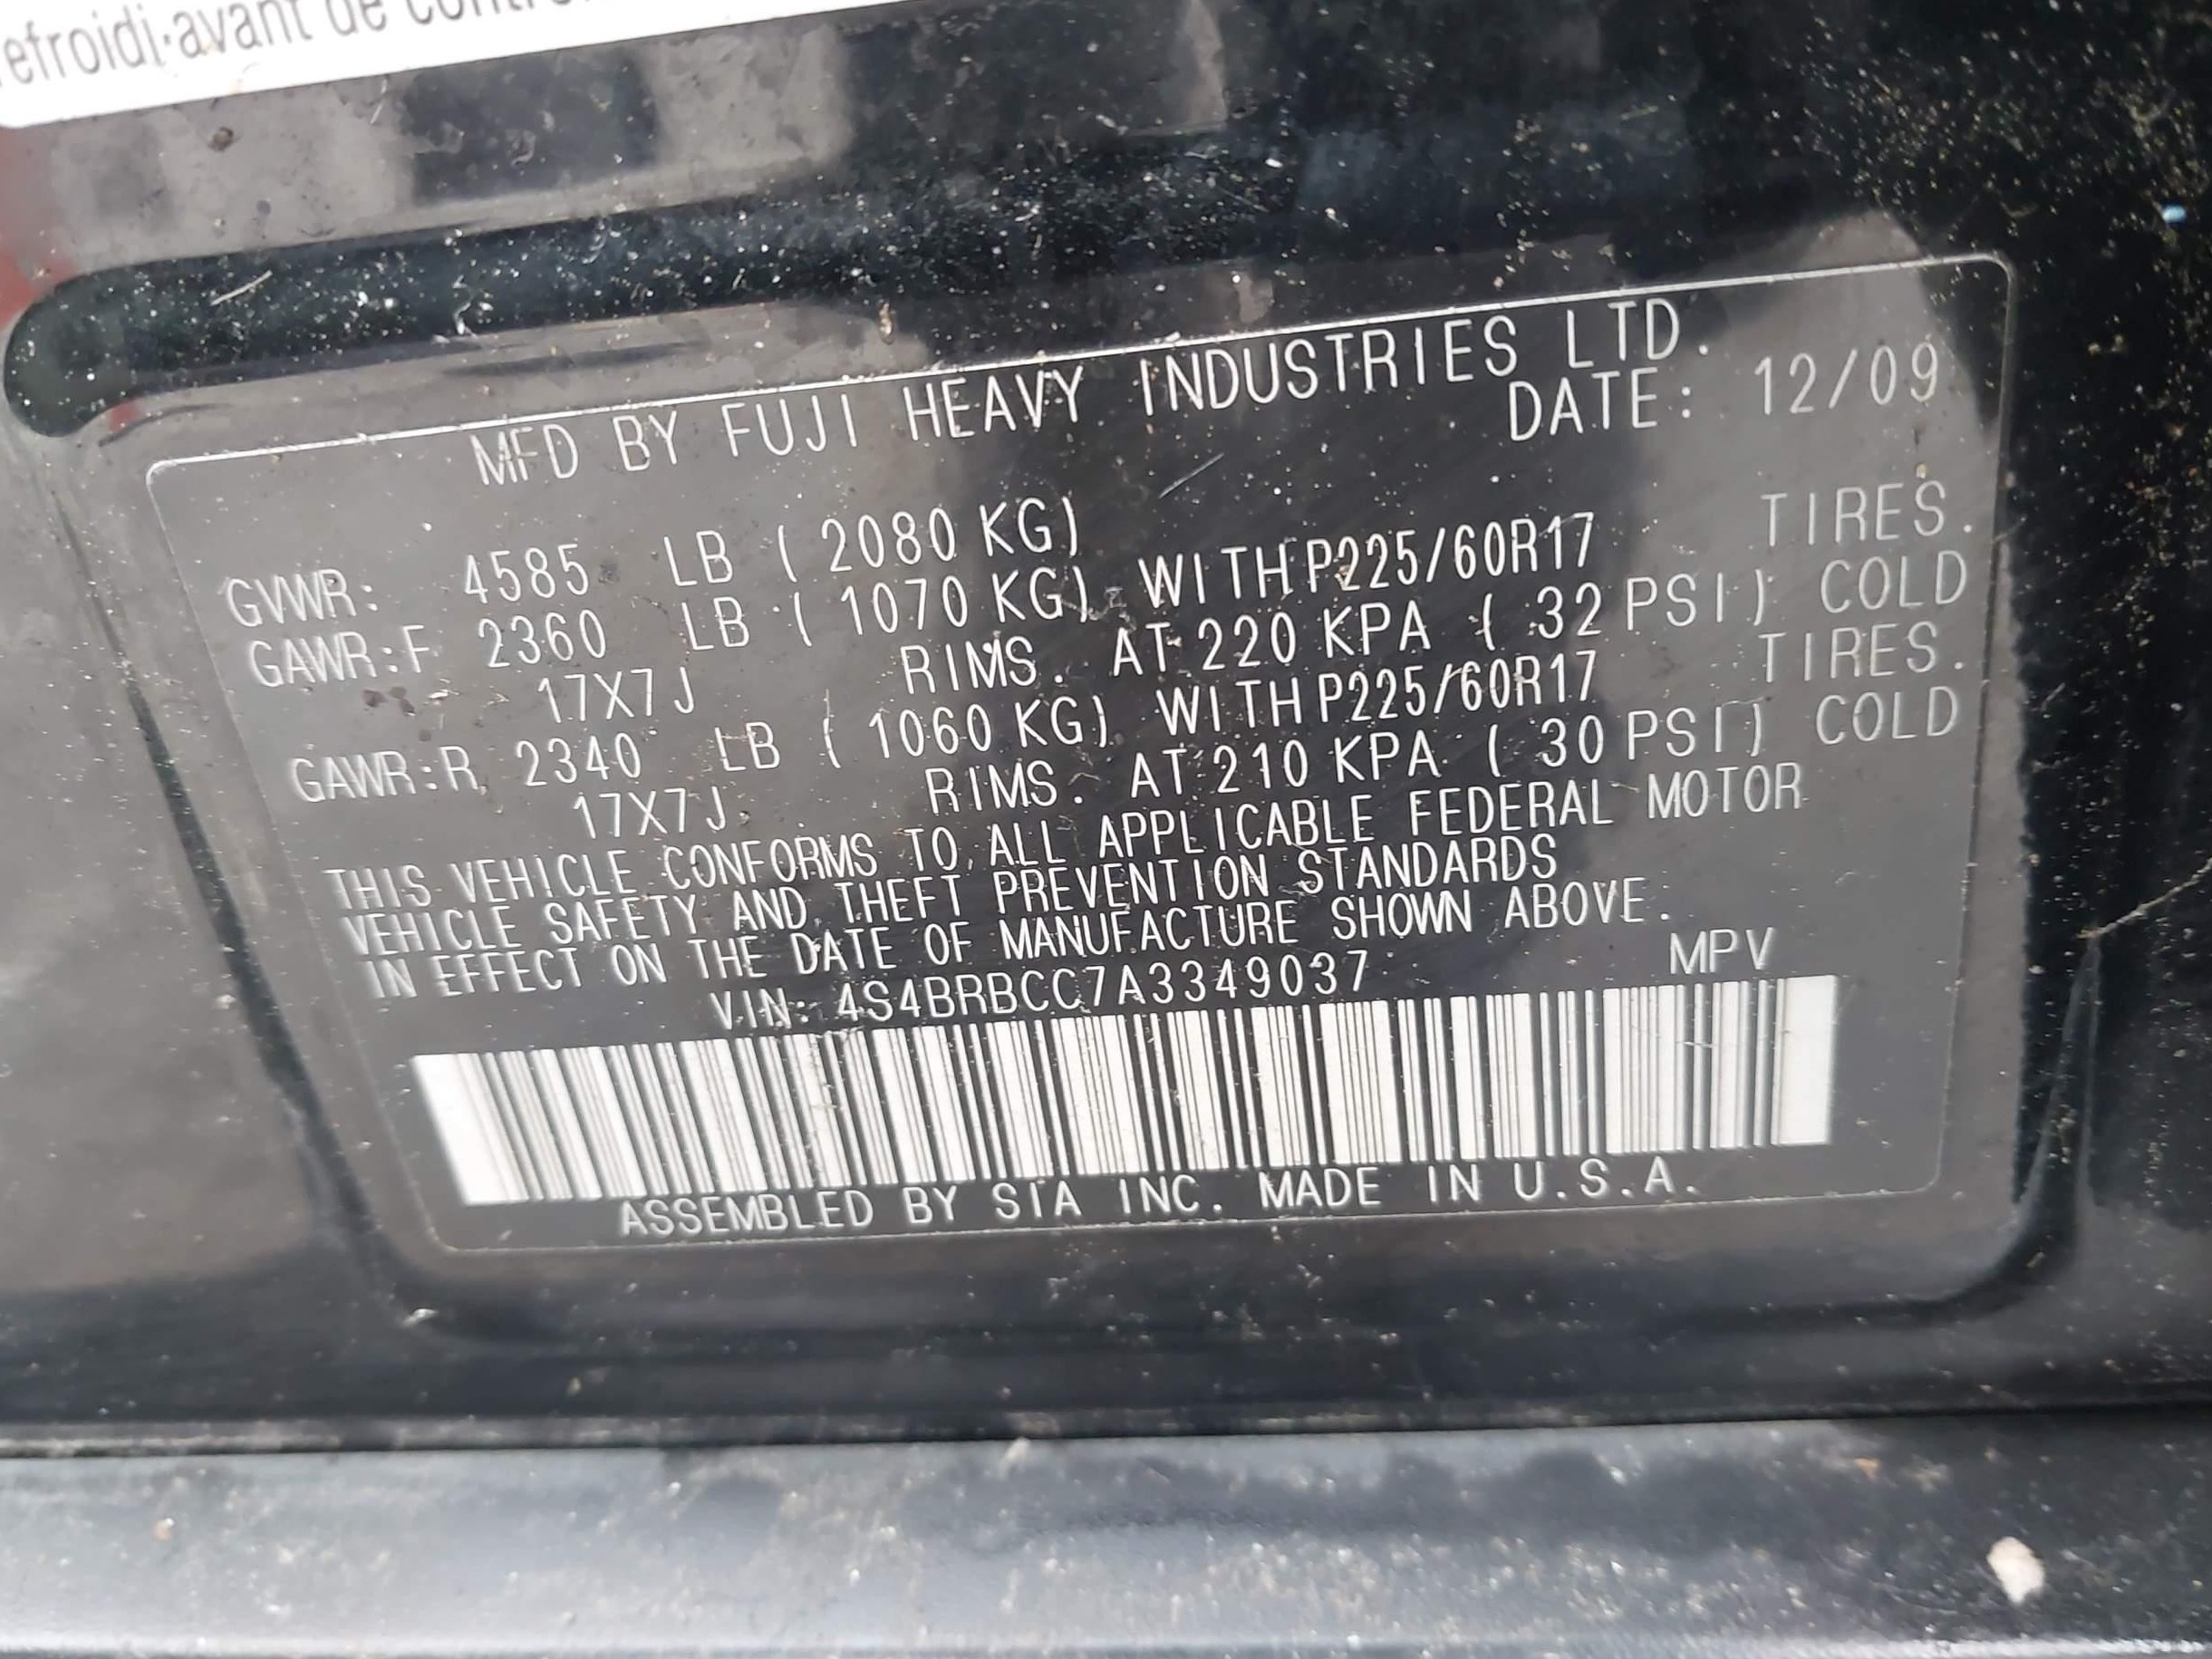 efroidi avant de
MFD BY FUJI HEAVY INDUSTRIES LTD.
DATE: 12/09
GVWR: 4585 LB ( 2080 KG)
GAWR:F 2360 LB ( 1070 KG) WITH P225/60R17 TIRES.
17X7J RIMS. AT 220 KPA ( 32 PSI) COLD
GAWR:R 2340 LB ( 1060 KG) WITH P225/60R17 TIRES.
17X7J RIMS. AT 210 KPA ( 30 PSI) COLD
THIS VEHICLE CONFORMS TO ALL APPLICABLE FEDERAL MOTOR
VEHICLE SAFETY AND THEFT PREVENTION STANDARDS
IN EFFECT ON THE DATE OF MANUFACTURE SHOWN ABOVE.
VIN: 4S4BRBCC7A3349037 MPV
ASSEMBLED BY SIA INC. MADE IN U.S.A.